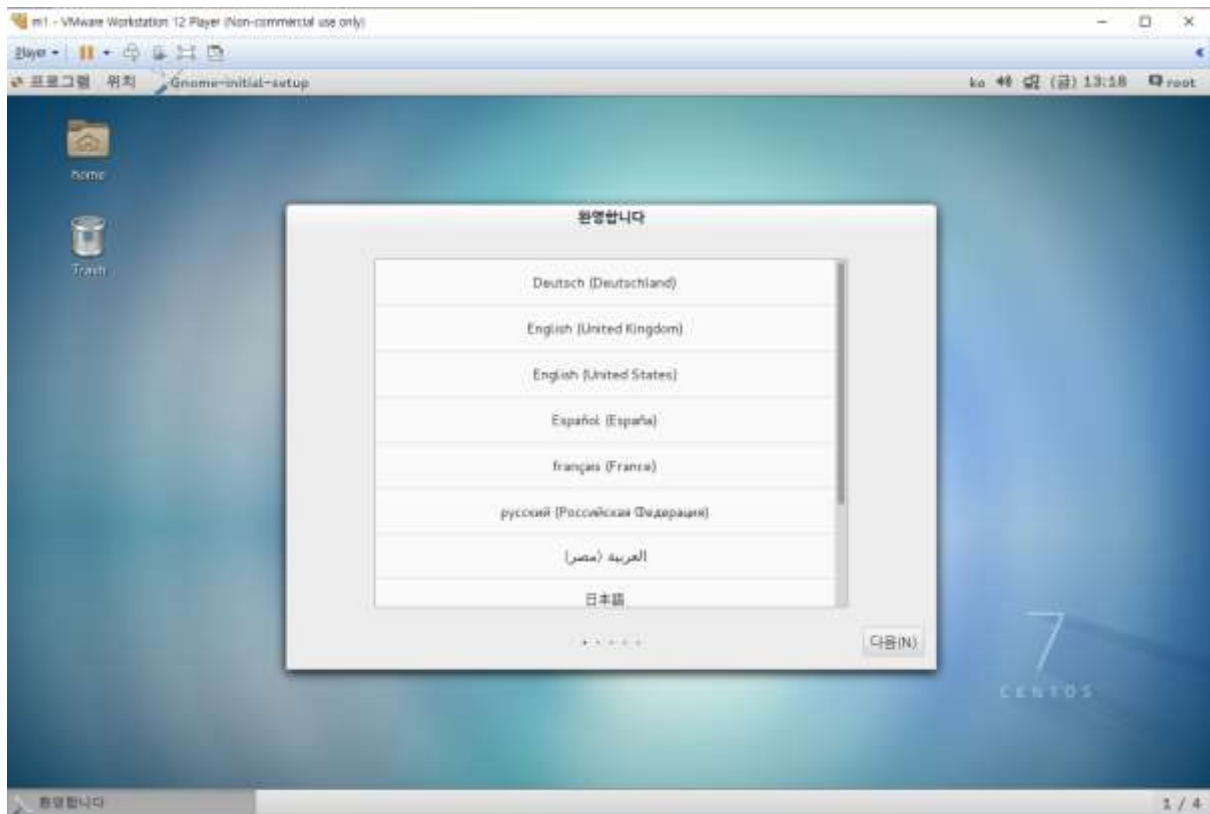 m1 - VMware Workstation 12 Player (Non-commercial use only)
Player
프로그램 위치 Gnome-initial-setup ko (금) 13:18 root
home
Trash
환영합니다
Deutsch (Deutschland)
English (United Kingdom)
English (United States)
Español (España)
français (France)
русский (Российская Федерация)
العربية (مصر)
日本語
다음(N)
7
CENTOS
환영합니다 1 / 4